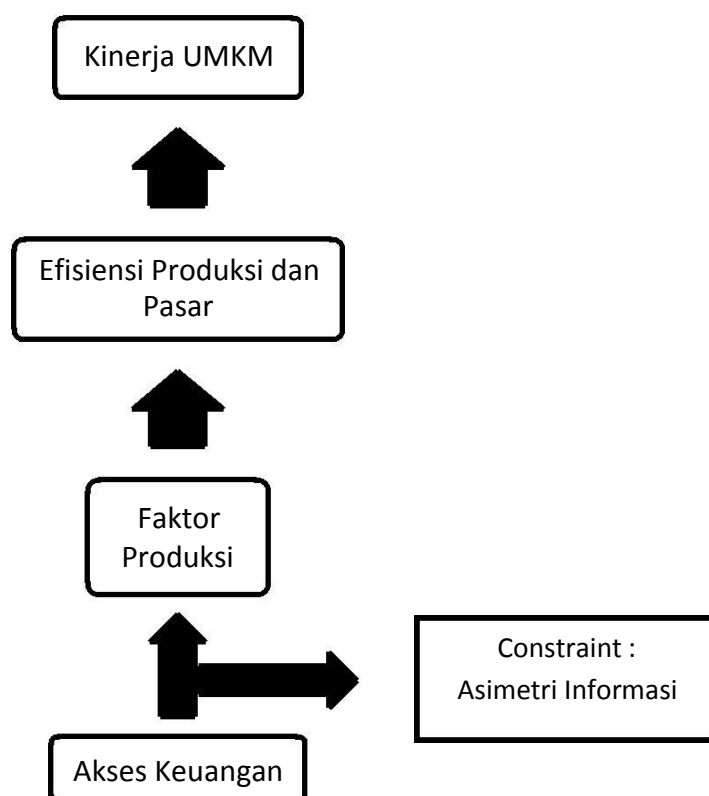 Kinerja UMKM
Efisiensi Produksi dan
Pasar
Faktor
Produksi
Constraint :
Asimetri Informasi
Akses Keuangan